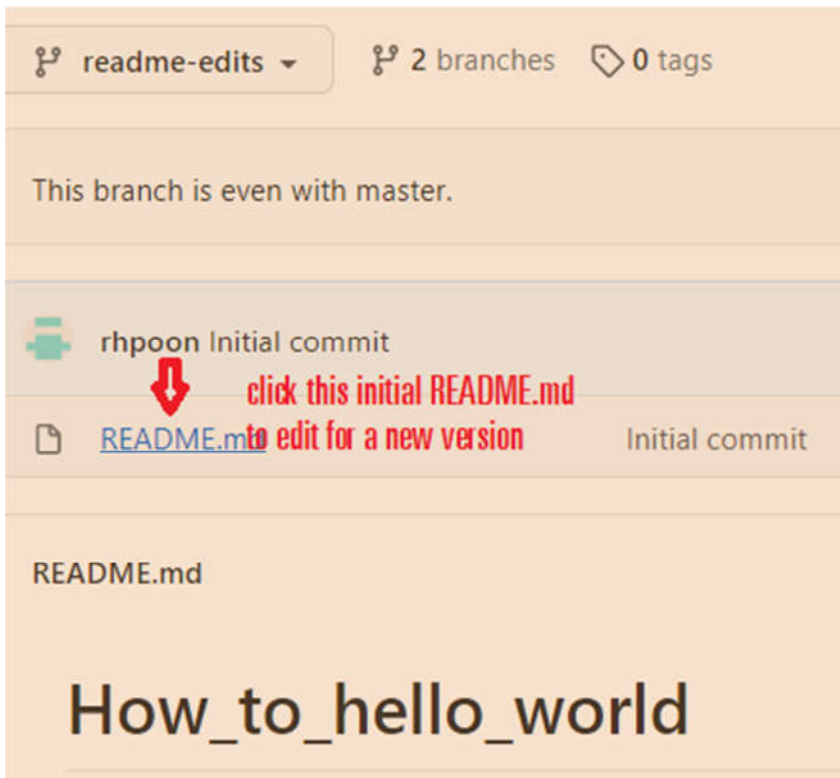 readme-edits 2 branches 0 tags
This branch is even with master.
rhpoon Initial commit
click this initial README.md
README.md to edit for a new version Initial commit
README.md
How_to_hello_world